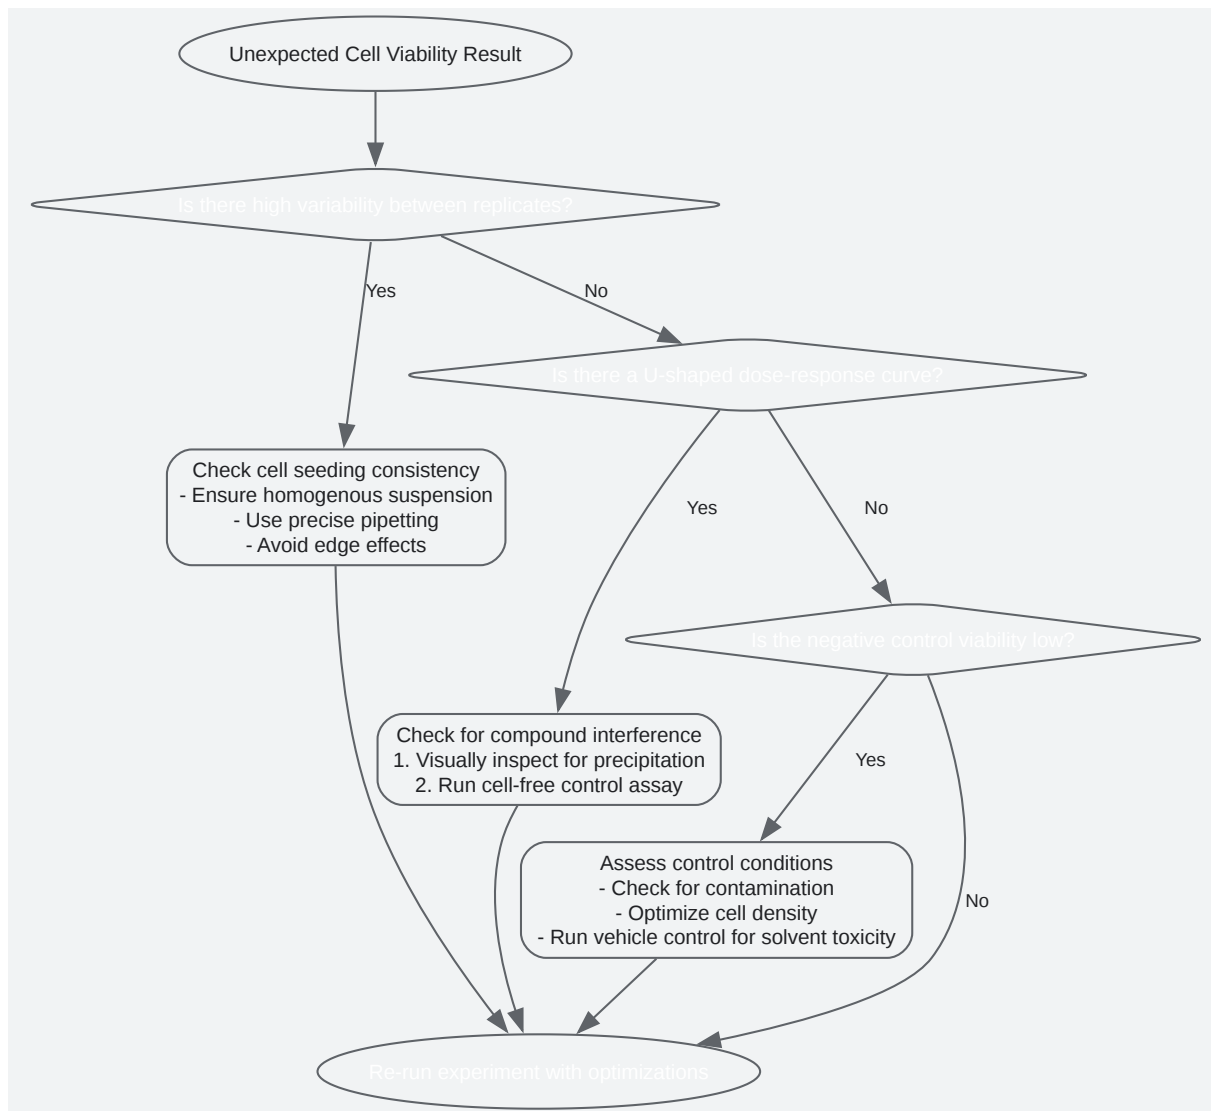 Unexpected Cell Viability Result
Is there high variability between replicates?
Yes
No
Is there a U-shaped dose-response curve?
Check cell seeding consistency
- Ensure homogenous suspension
- Use precise pipetting
- Avoid edge effects
Yes
No
Is the negative control viability low?
Check for compound interference
1. Visually inspect for precipitation
2. Run cell-free control assay
Yes
Assess control conditions
- Check for contamination
- Optimize cell density
- Run vehicle control for solvent toxicity
No
Re-run experiment with optimizations